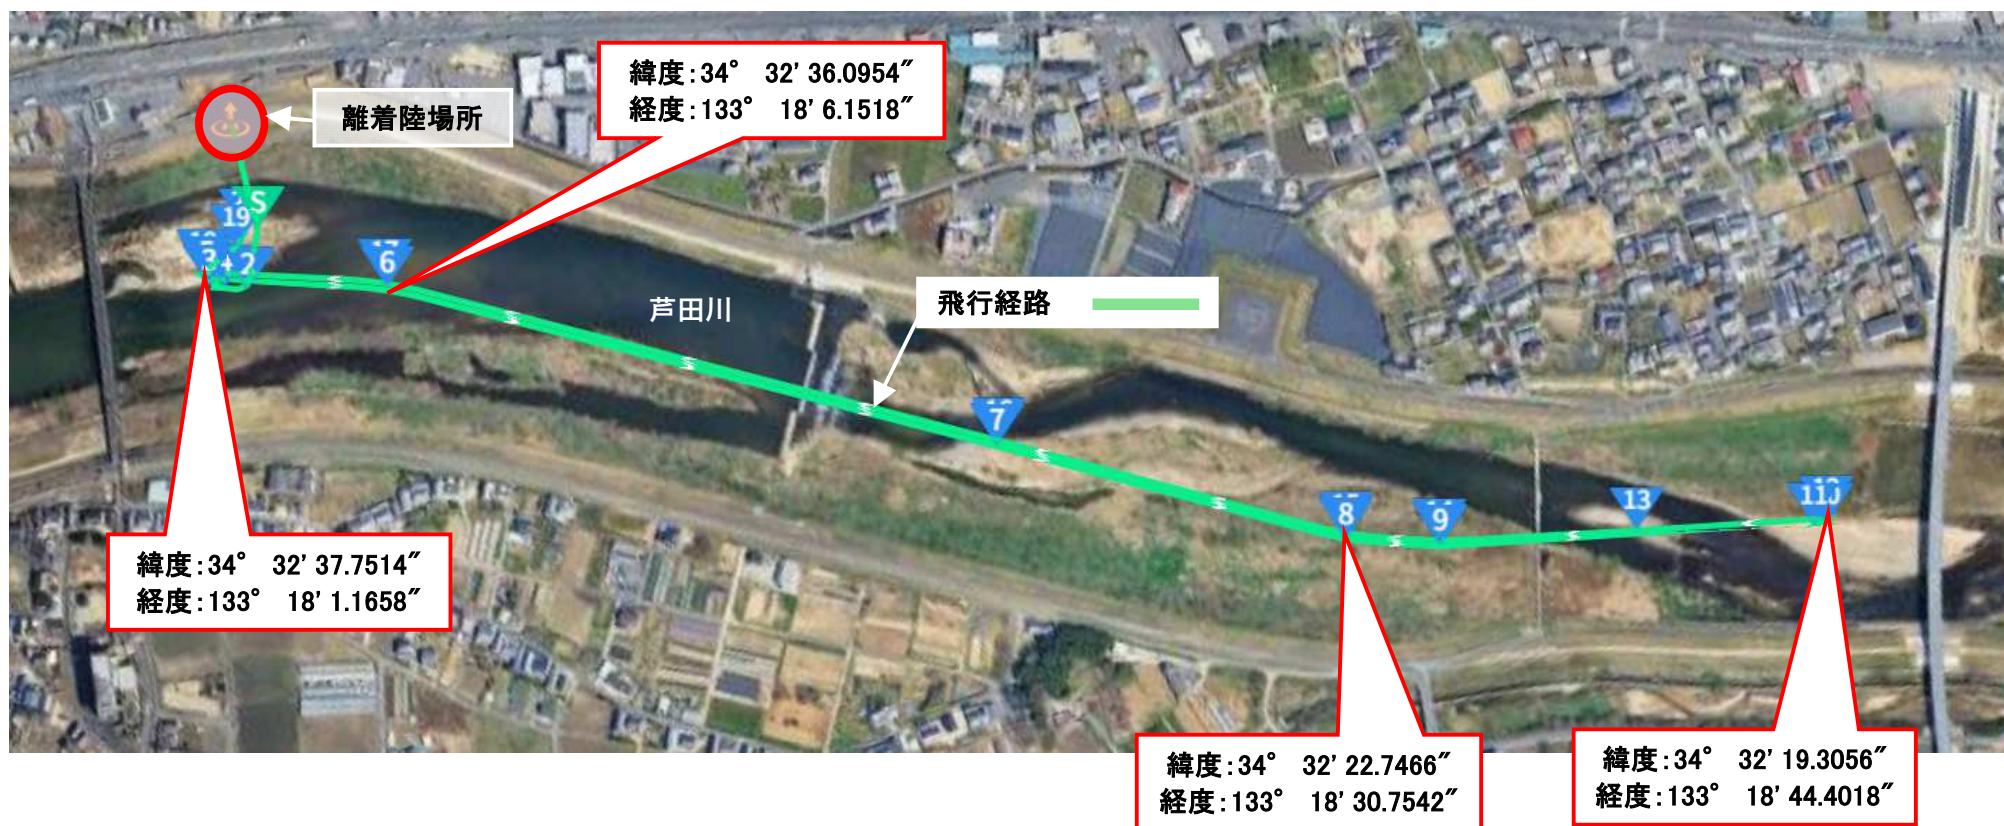 緯度:34° 32' 36.0954"
経度:133° 18' 6.1518"
離着陸場所
S
19
3
4
2
6
芦田川
飛行経路
7
8
9
13
11
緯度:34° 32' 37.7514"
経度:133° 18' 1.1658"
緯度:34° 32' 22.7466"
経度:133° 18' 30.7542"
緯度:34° 32' 19.3056"
経度:133° 18' 44.4018"